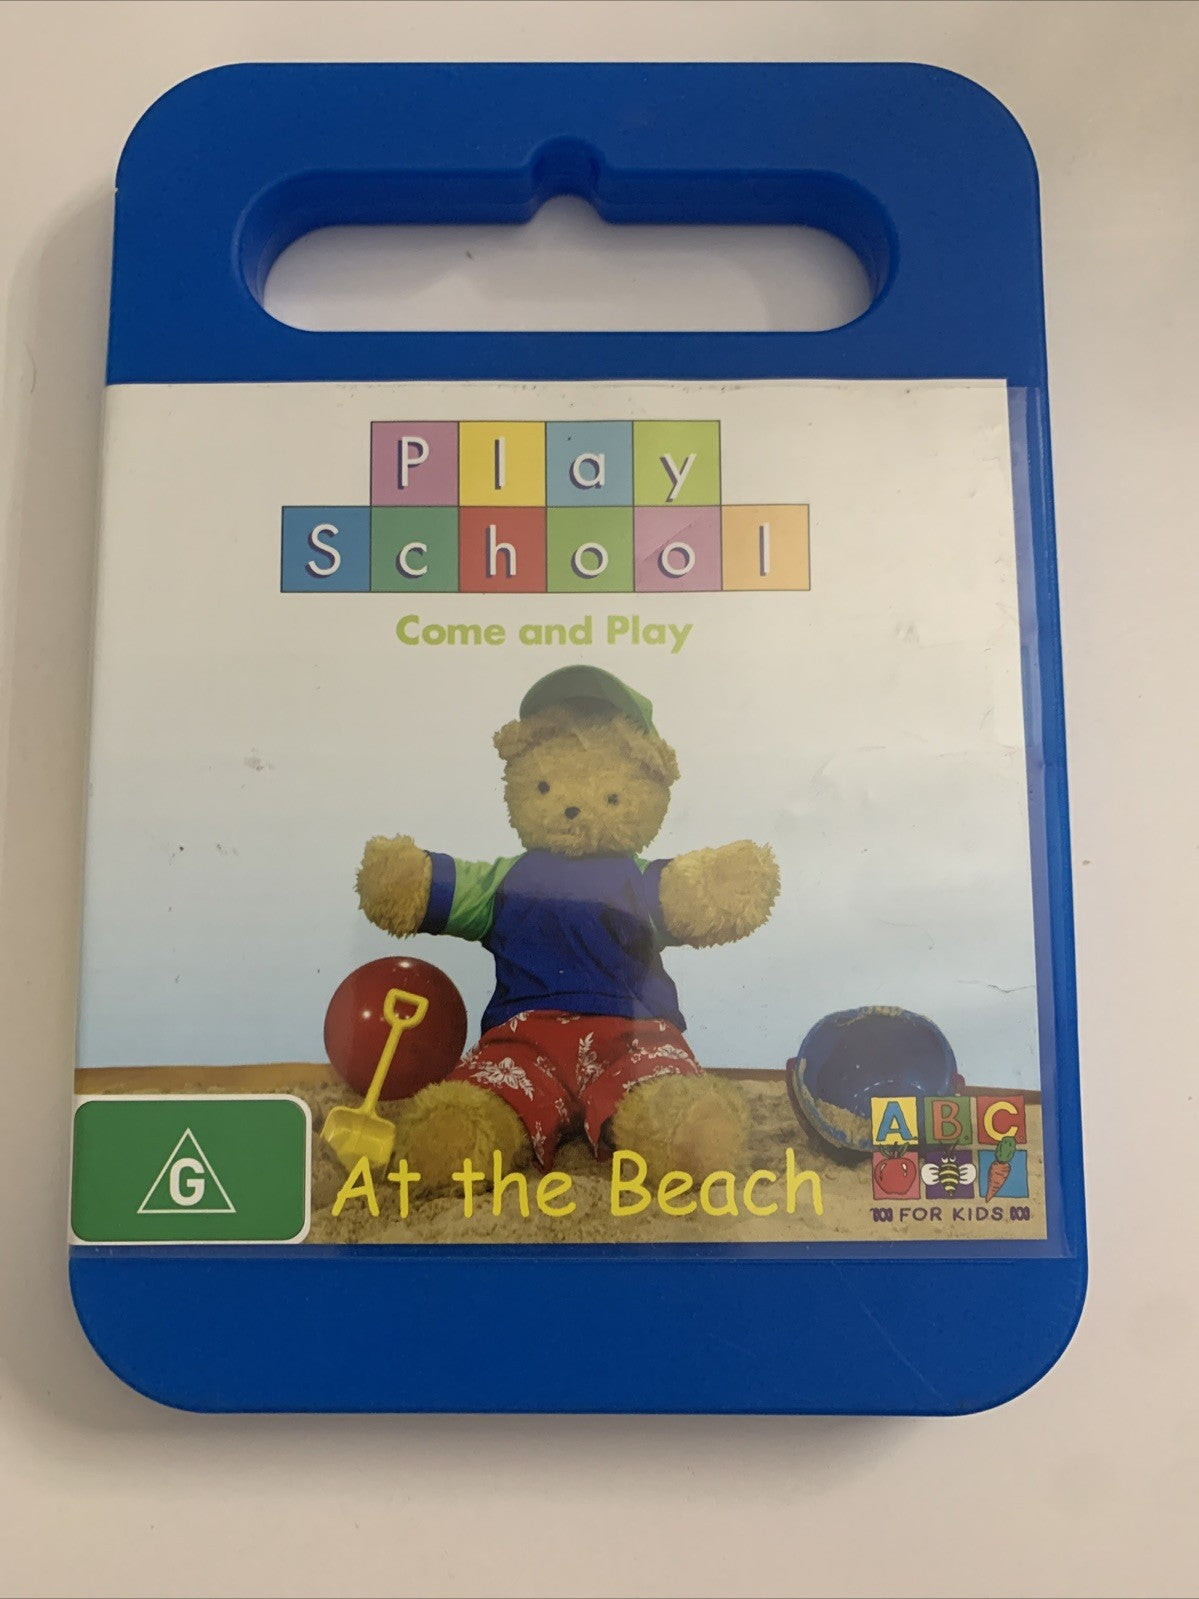 Play
School
Come and Play
G
At the Beach
A B C
FOR KIDS